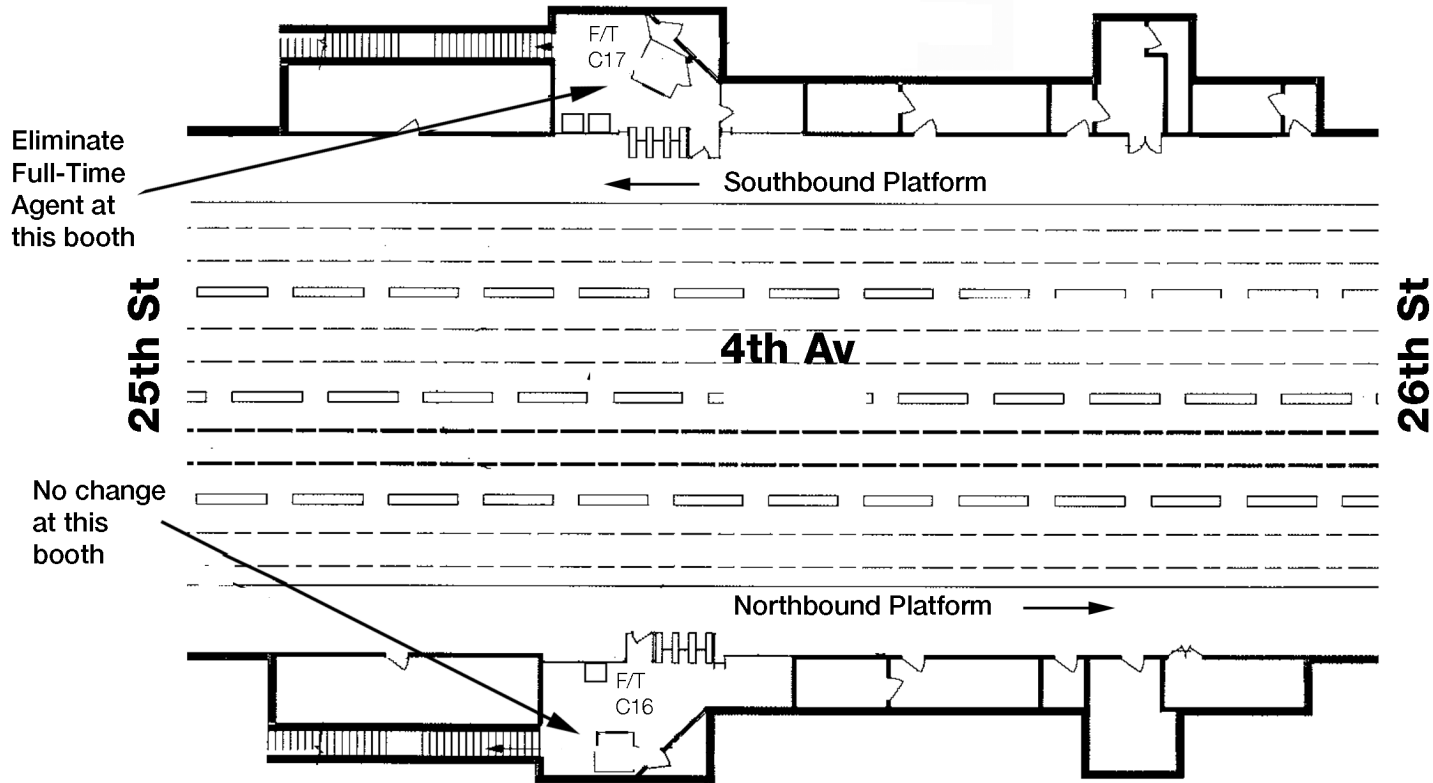 F/T
C17
Eliminate
Full-Time
Agent at
this booth
Southbound Platform
25th St
4th Av
26th St
No change
at this
booth
Northbound Platform
F/T
C16